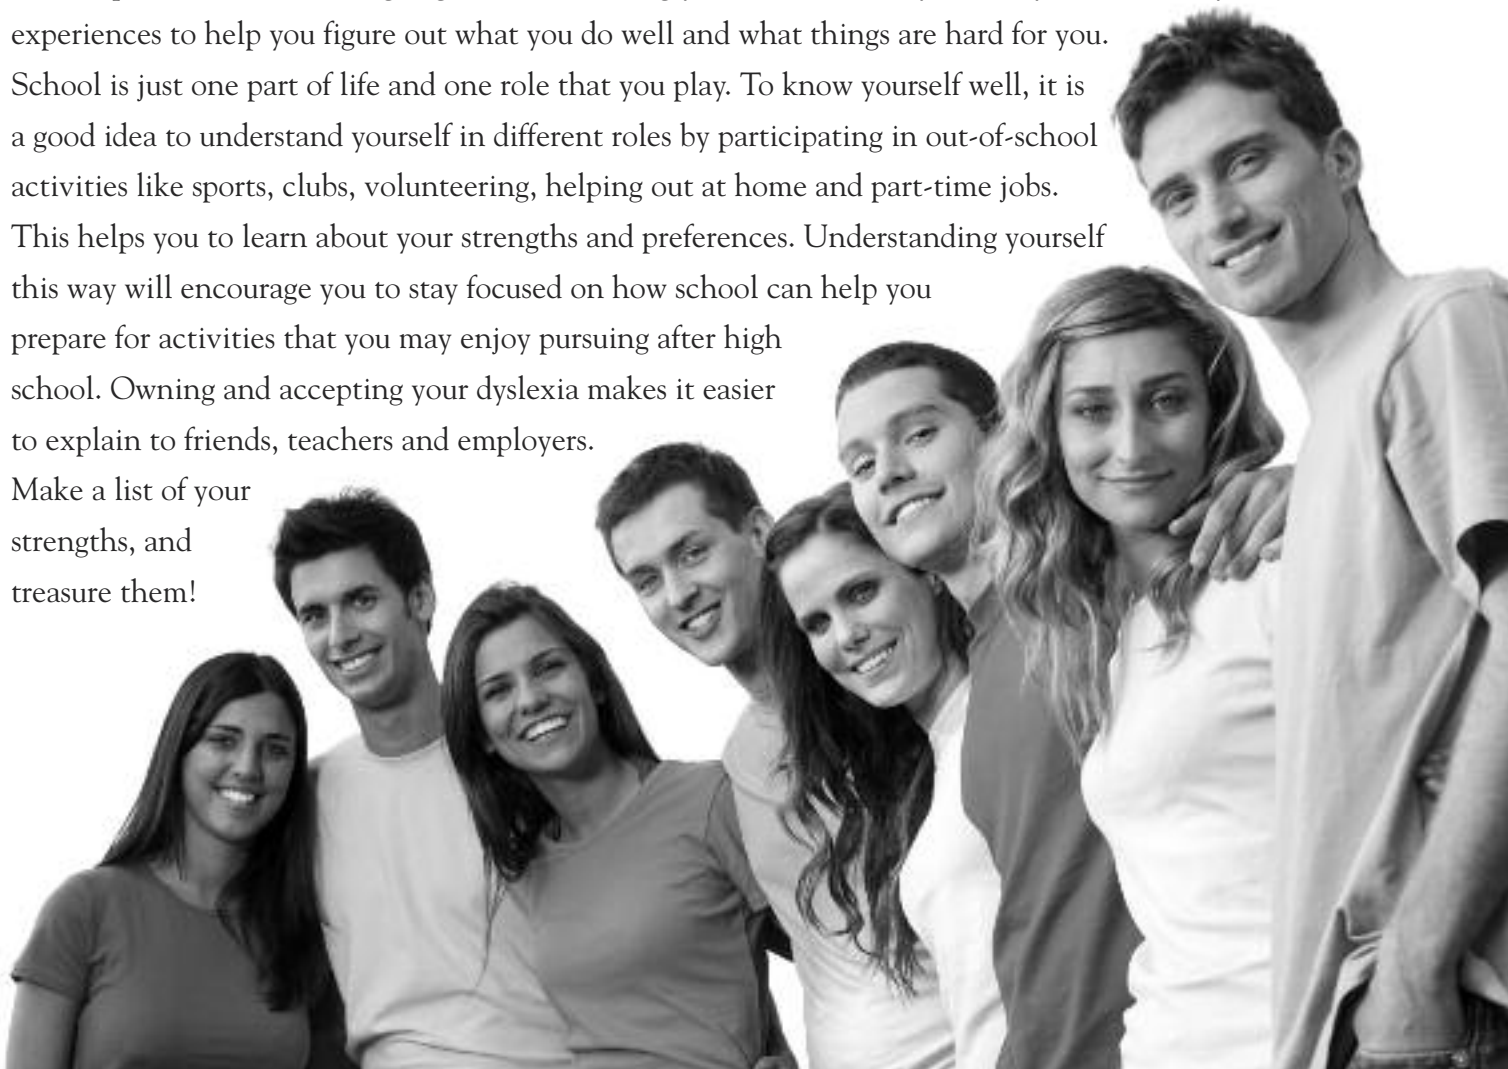 experiences to help you figure out what you do well and what things are hard for you.
School is just one part of life and one role that you play. To know yourself well, it is
a good idea to understand yourself in different roles by participating in out-of-school
activities like sports, clubs, volunteering, helping out at home and part-time jobs.
This helps you to learn about your strengths and preferences. Understanding yourself
this way will encourage you to stay focused on how school can help you
prepare for activities that you may enjoy pursuing after high
school. Owning and accepting your dyslexia makes it easier
to explain to friends, teachers and employers.
Make a list of your
strengths, and
treasure them!